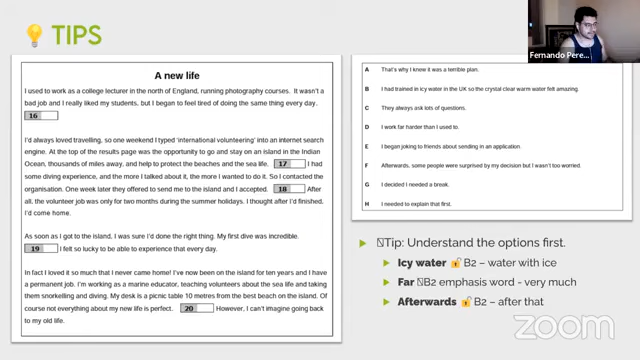 TIPS
Fernando Pere...
A new life
I used to work as a college lecturer in the north of England, running photography courses. It wasn't a
bad job and I really liked my students, but I began to feel tired of doing the same thing every day.
16
I'd always loved travelling, so one weekend I typed 'international volunteering' into an internet search
engine. At the top of the results page was the opportunity to go and stay on an island in the Indian
Ocean, thousands of miles away, and help to protect the beaches and the sea life. 17 I had
some diving experience, and the more I talked about it, the more I wanted to do it. So I contacted the
organisation. One week later they offered to send me to the island and I accepted. 18 After
all, the volunteer job was only for two months during the summer holidays. I thought after I'd finished,
I'd come home.
As soon as I got to the island, I was sure I'd done the right thing. My first dive was incredible.
19 I felt so lucky to be able to experience that every day.
In fact I loved it so much that I never came home! I've now been on the island for ten years and I have
a permanent job. I'm working as a marine educator, teaching volunteers about the sea life and taking
them snorkelling and diving. My desk is a picnic table 10 metres from the best beach on the island. Of
course not everything about my new life is perfect. 20 However, I can't imagine going back
to my old life.
A That's why I knew it was a terrible plan.
B I had trained in icy water in the UK so the crystal clear warm water felt amazing.
C They always ask lots of questions.
D I work far harder than I used to.
E I began joking to friends about sending in an application.
F Afterwards, some people were surprised by my decision but I wasn't too worried.
G I decided I needed a break.
H I needed to explain that first.
Tip: Understand the options first.
Icy water 🔓 B2 – water with ice
Far B2 emphasis word - very much
Afterwards 🔓 B2 – after that
zoom